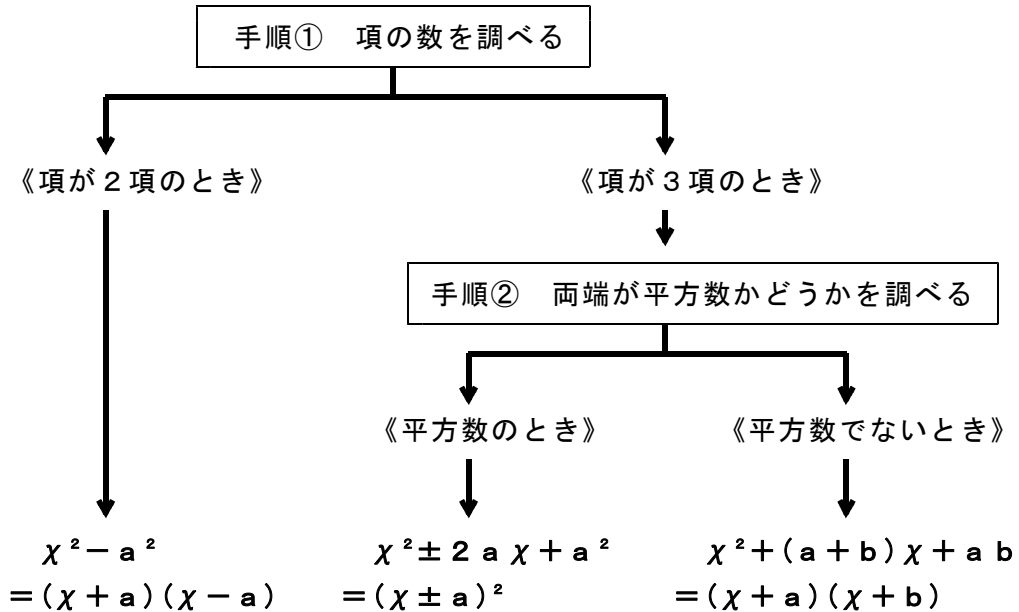 手順① 項の数を調べる
《項が2項のとき》
《項が3項のとき》
手順② 両端が平方数かどうかを調べる
《平方数のとき》
《平方数でないとき》
χ²-a²
=(χ+a)(χ-a)
χ²±2aχ+a²
=(χ±a)²
χ²+(a+b)χ+ab
=(χ+a)(χ+b)